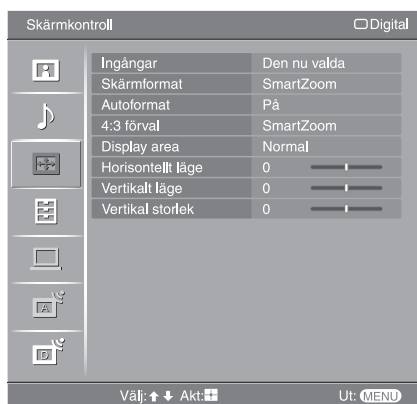 Skärmkontroll Digital
Ingångar Den nu valda
Skärmformat SmartZoom
Autoformat På
4:3 förval SmartZoom
Display area Normal
Horisontellt läge 0
Vertikalt läge 0
Vertikal storlek 0
A
D
Välj: Akt: Ut: MENU